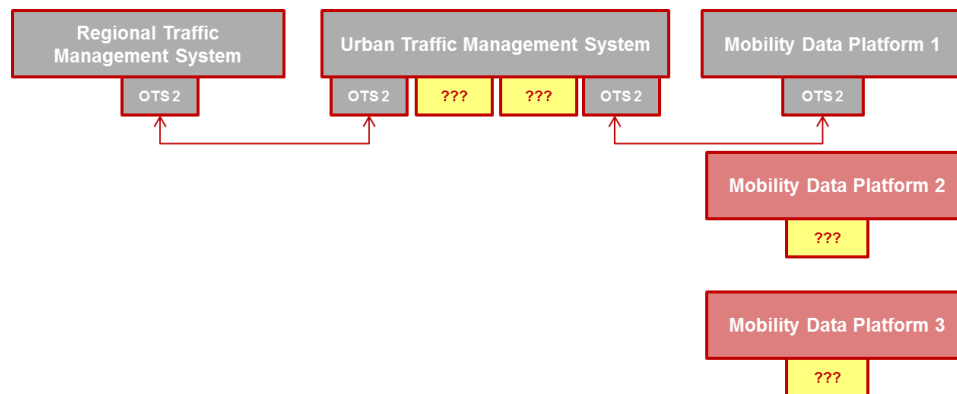 Regional Traffic
Management System
Urban Traffic Management System
Mobility Data Platform 1
OTS 2
OTS 2
???
???
OTS 2
OTS 2
Mobility Data Platform 2
???
Mobility Data Platform 3
???